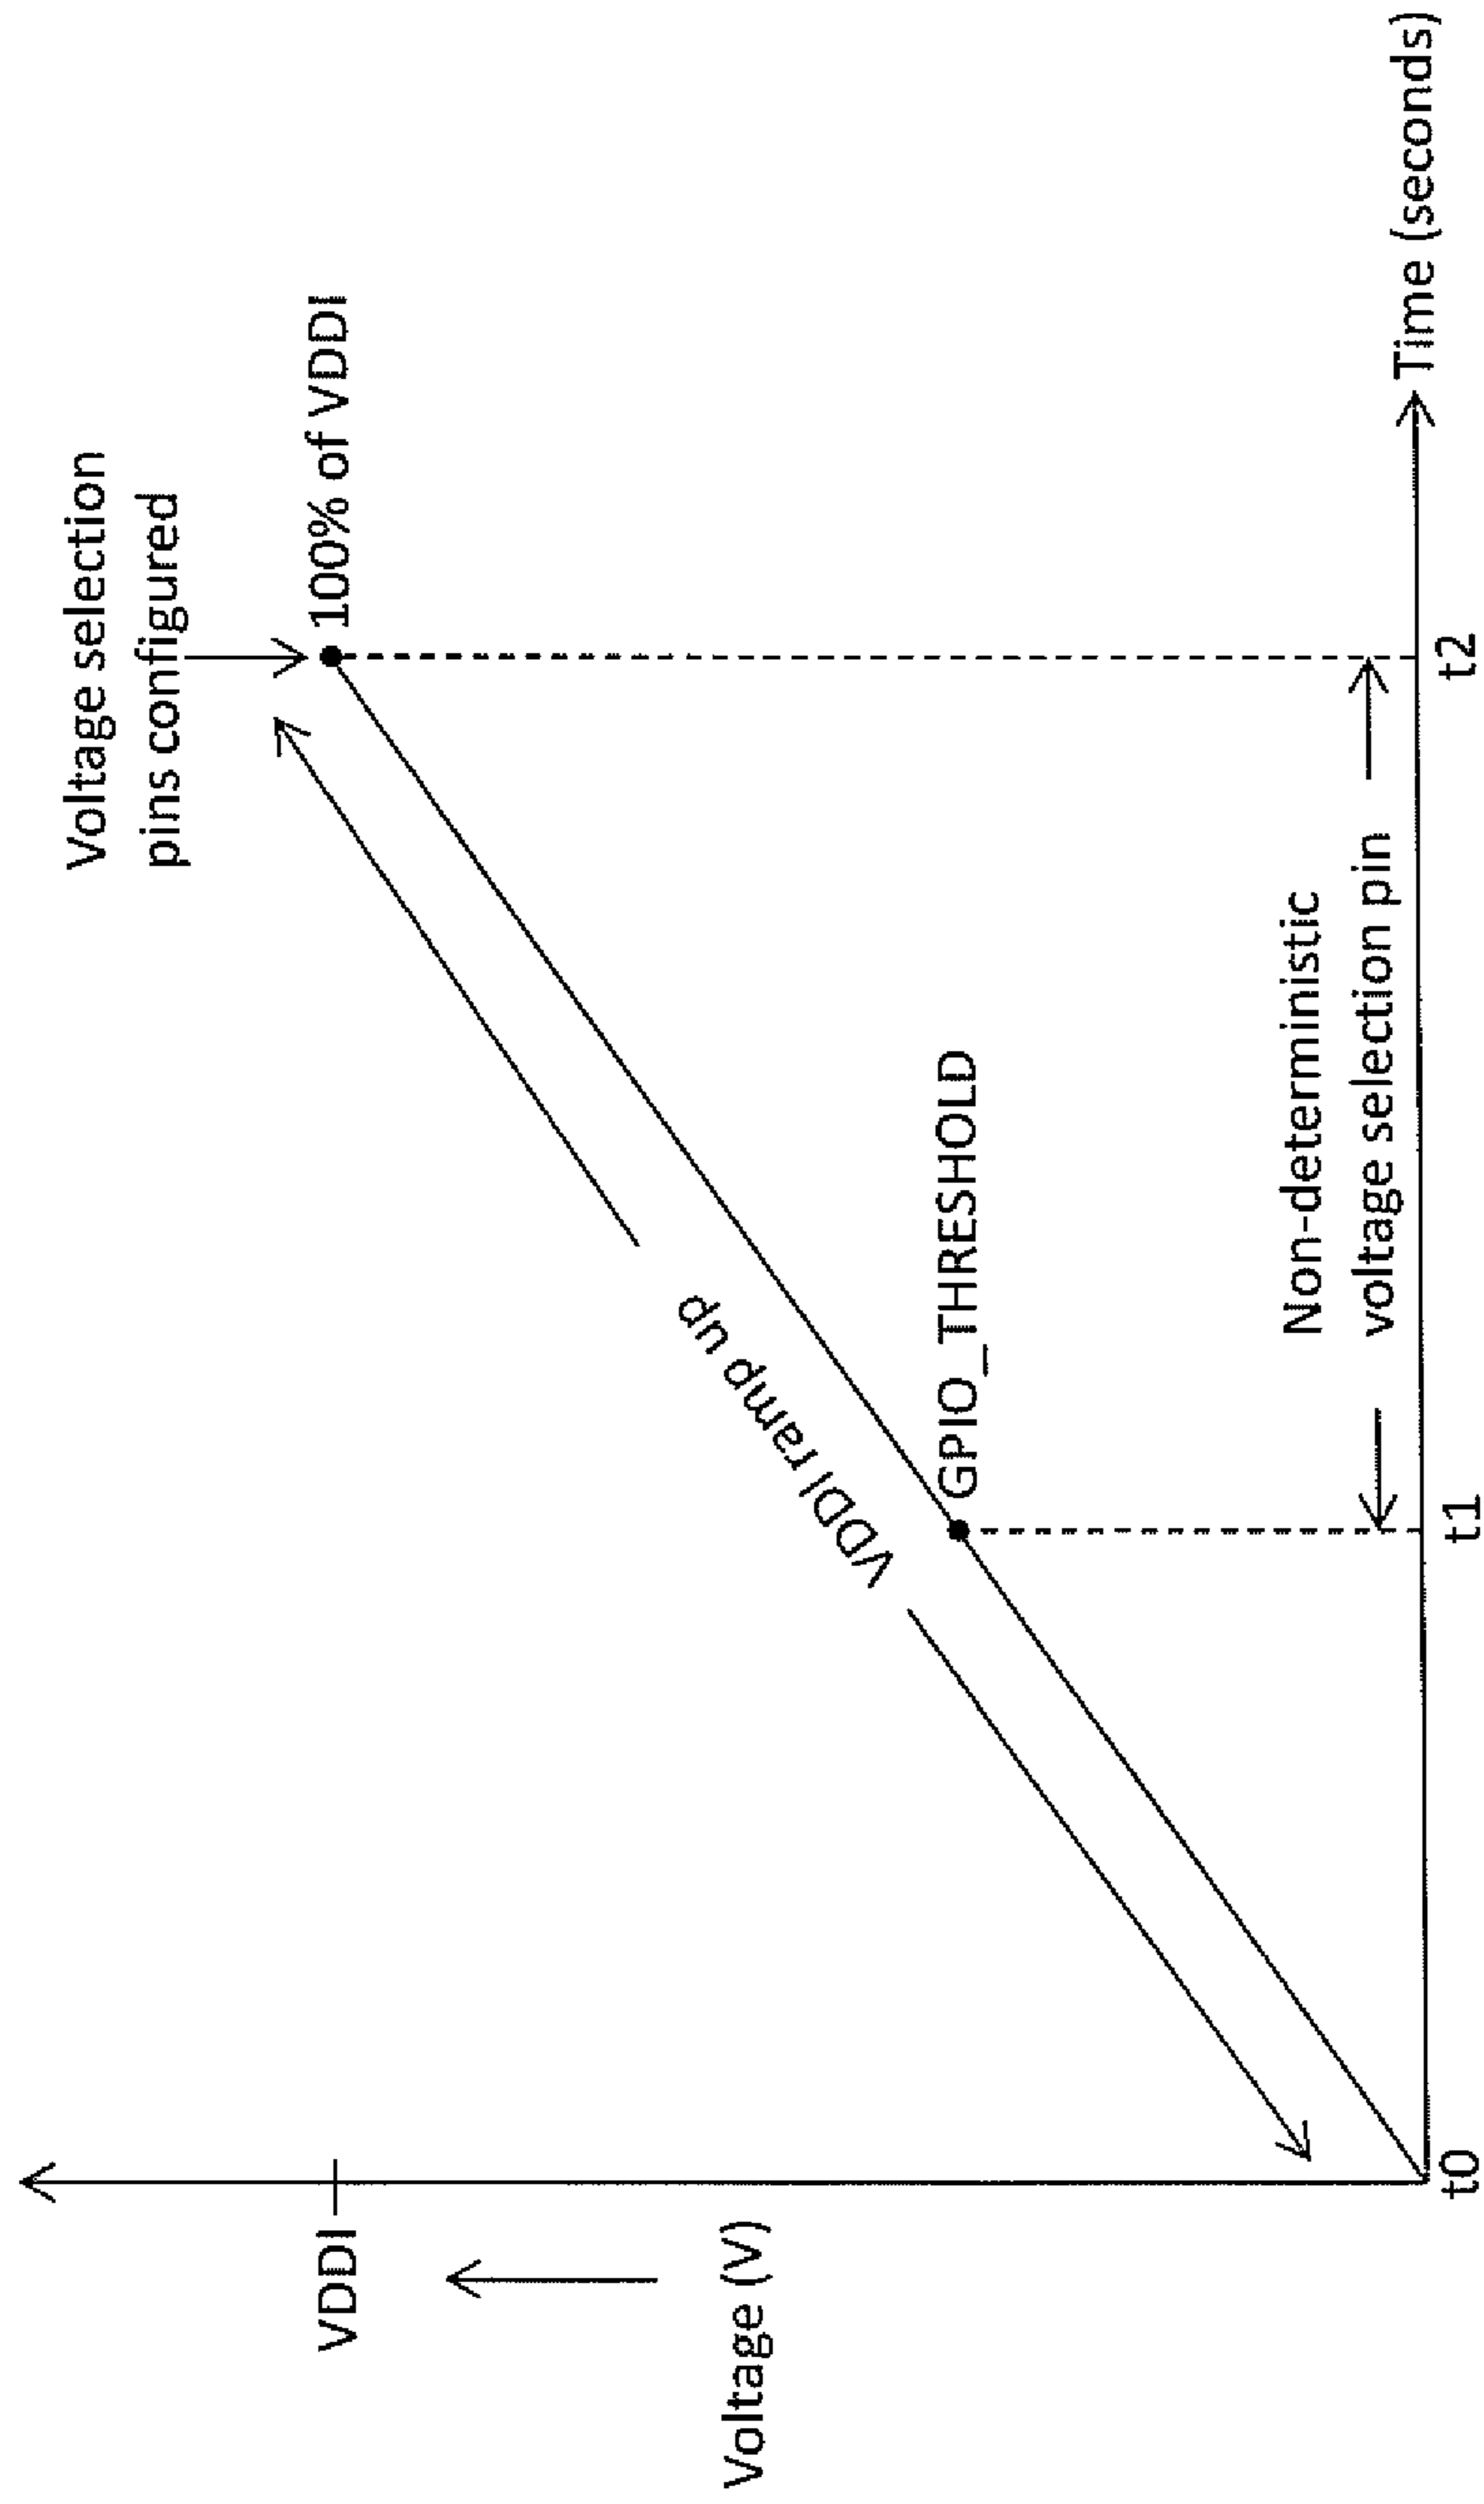 Voltage selection
pins configured
VDDI
100% of VDDI
VDDI ramp up
Voltage (V)
GPIO_THRESHOLD
Non-deterministic
voltage selection pin
t0
t1
t2
Time (seconds)